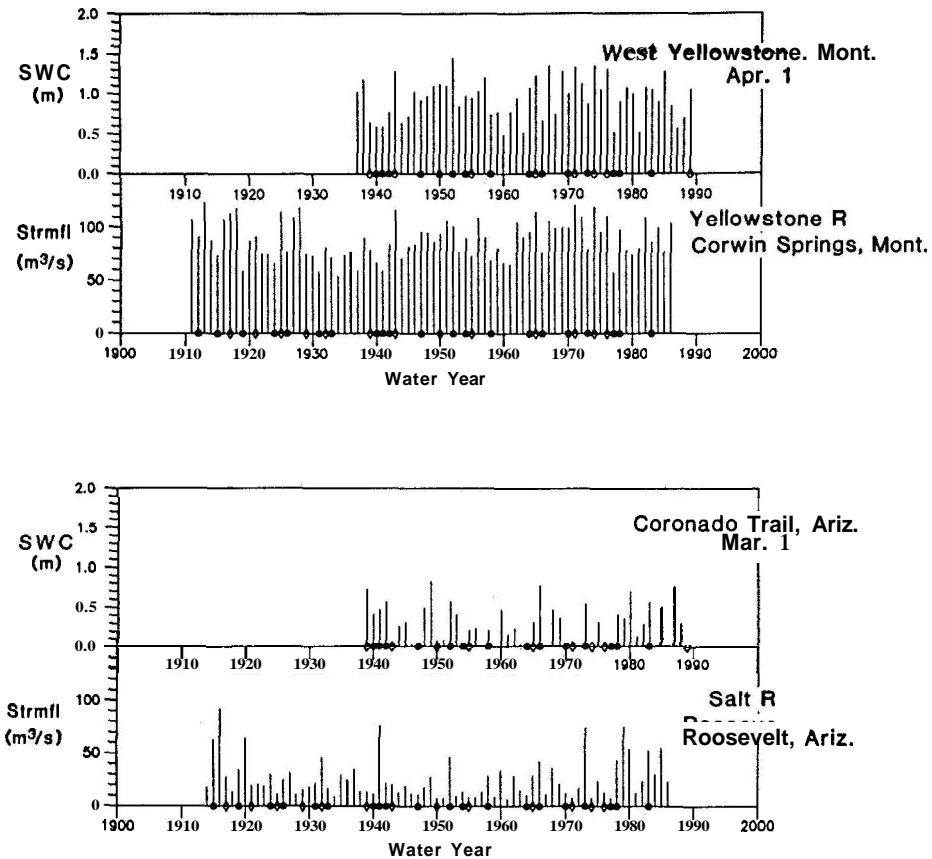 2.0
West Yellowstone. Mont.
1.5
Apr. 1
SWC
1.0
(m)
0.5
0.0
1910 1920 1930 1940 1950 1960 1970 1980 1990
100
Yellowstone R
Strmfl
Corwin Springs, Mont.
(m³/s)
50
0
1900 1910 1920 1930 1940 1950 1960 1970 1980 1990 2000
Water Year
2.0
Coronado Trail, Ariz.
1.5
Mar. 1
SWC
1.0
(m)
0.5
0.0
1910 1920 1930 1940 1950 1960 1970 1980 1990
100
Salt R
Strmfl
(m³/s)
Roosevelt, Ariz.
50
0
1900 1910 1920 1930 1940 1950 1960 1970 1980 1990 2000
Water Year